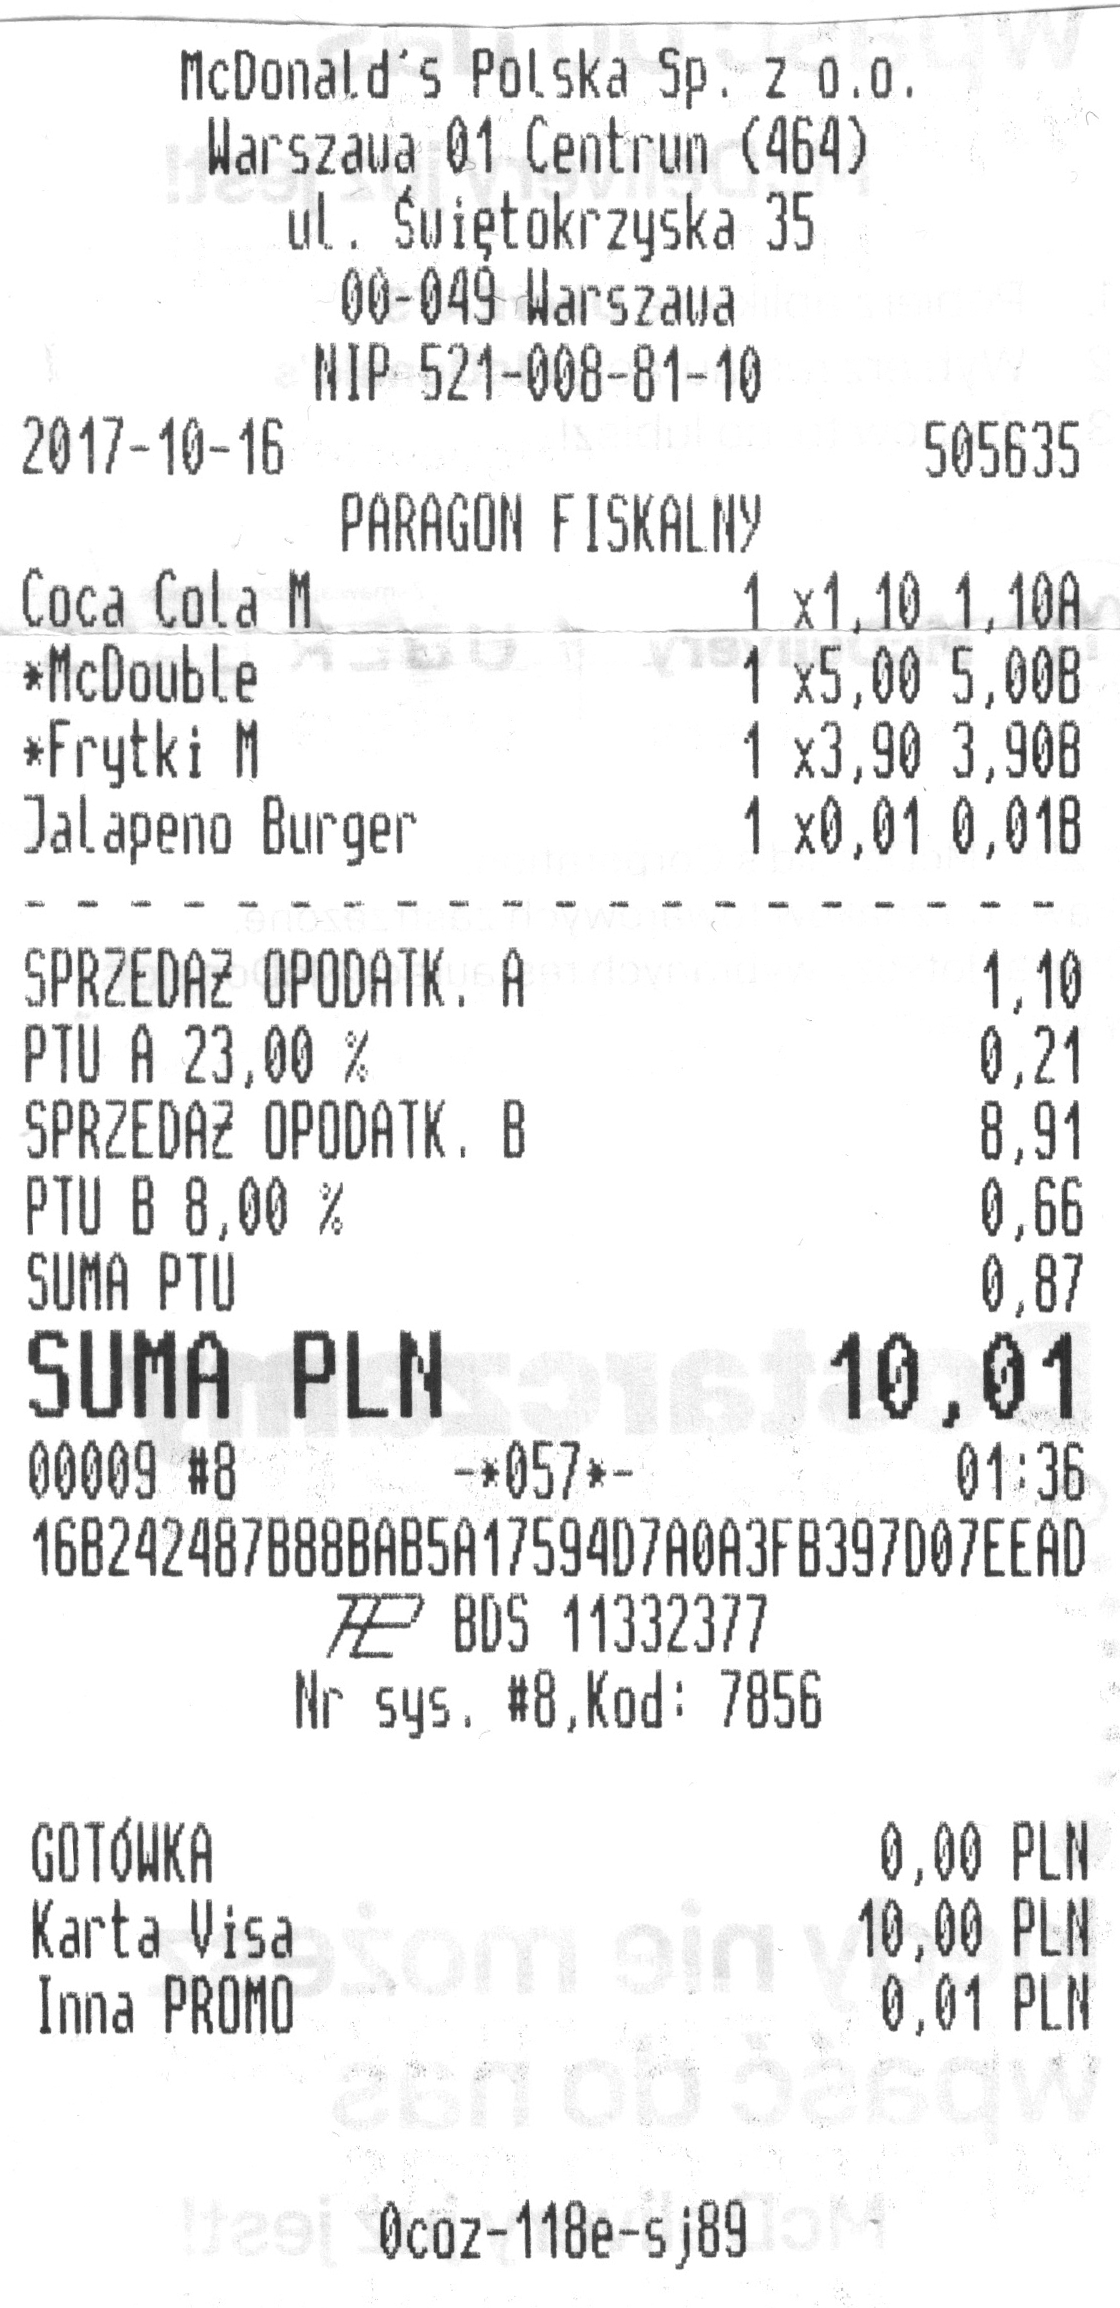 McDonald's Polska Sp. z o.o.
Warszawa 01 Centrum (464)
ul. Świętokrzyska 35
00-049 Warszawa
NIP 521-008-81-10
2017-10-16 505635
PARAGON FISKALNY
Coca Cola M 1 x1,10 1,10A
*McDouble 1 x5,00 5,00B
*Frytki M 1 x3,90 3,90B
Jalapeno Burger 1 x0,01 0,01B
- - - - - - - - - - - - - - - - - - - -
SPRZEDAŻ OPODATK. A 1,10
PTU A 23,00 % 0,21
SPRZEDAŻ OPODATK. B 8,91
PTU B 8,00 % 0,66
SUMA PTU 0,87
SUMA PLN 10,01
00009 #8 -*057*- 01:36
16B242487B88BAB5A17594D7A0A3FB397D07EEAD
BDS 11332377
Nr sys. #8,Kod: 7856
GOTÓWKA 0,00 PLN
Karta Visa 10,00 PLN
Inna PROMO 0,01 PLN
0coz-118e-sj89